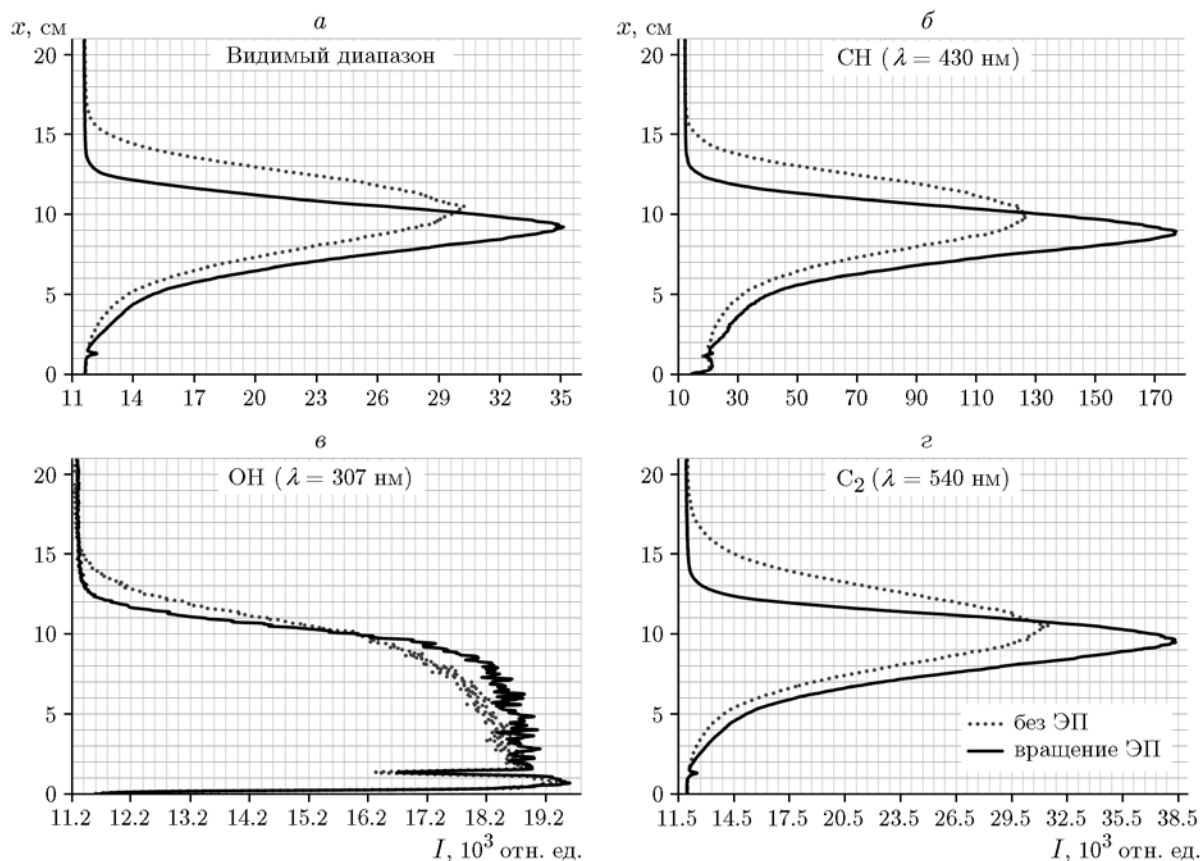 а
x, см
Видимый диапазон
20
15
10
5
0
11 14 17 20 23 26 29 32 35
б
x, см
CH (λ = 430 нм)
20
15
10
5
0
10 30 50 70 90 110 130 150 170
в
20
OH (λ = 307 нм)
15
10
5
0
11.2 12.2 13.2 14.2 15.2 16.2 17.2 18.2 19.2
I, 10³ отн. ед.
г
20
C₂ (λ = 540 нм)
15
10
5
без ЭП
вращение ЭП
0
11.5 14.5 17.5 20.5 23.5 26.5 29.5 32.5 35.5 38.5
I, 10³ отн. ед.